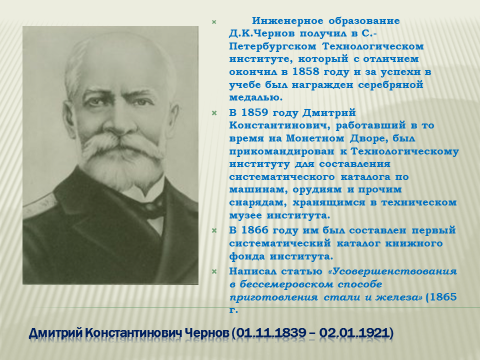 Инженерное образование
Д.К.Чернов получил в С.-
Петербургском Технологическом
институте, который с отличием
окончил в 1858 году и за успехи в
учебе был награжден серебряной
медалью.
В 1859 году Дмитрий
Константинович, работавший в то
время на Монетном Дворе, был
прикомандирован к Технологическому
институту для составления
систематического каталога по
машинам, орудиям и прочим
снарядам, хранящимся в техническом
музее института.
В 1866 году им был составлен первый
систематический каталог книжного
фонда института.
Написал статью «Усовершенствования
в бессемеровском способе
приготовления стали и железа» (1865
г.
Дмитрий Константинович Чернов (01.11.1839 – 02.01.1921)